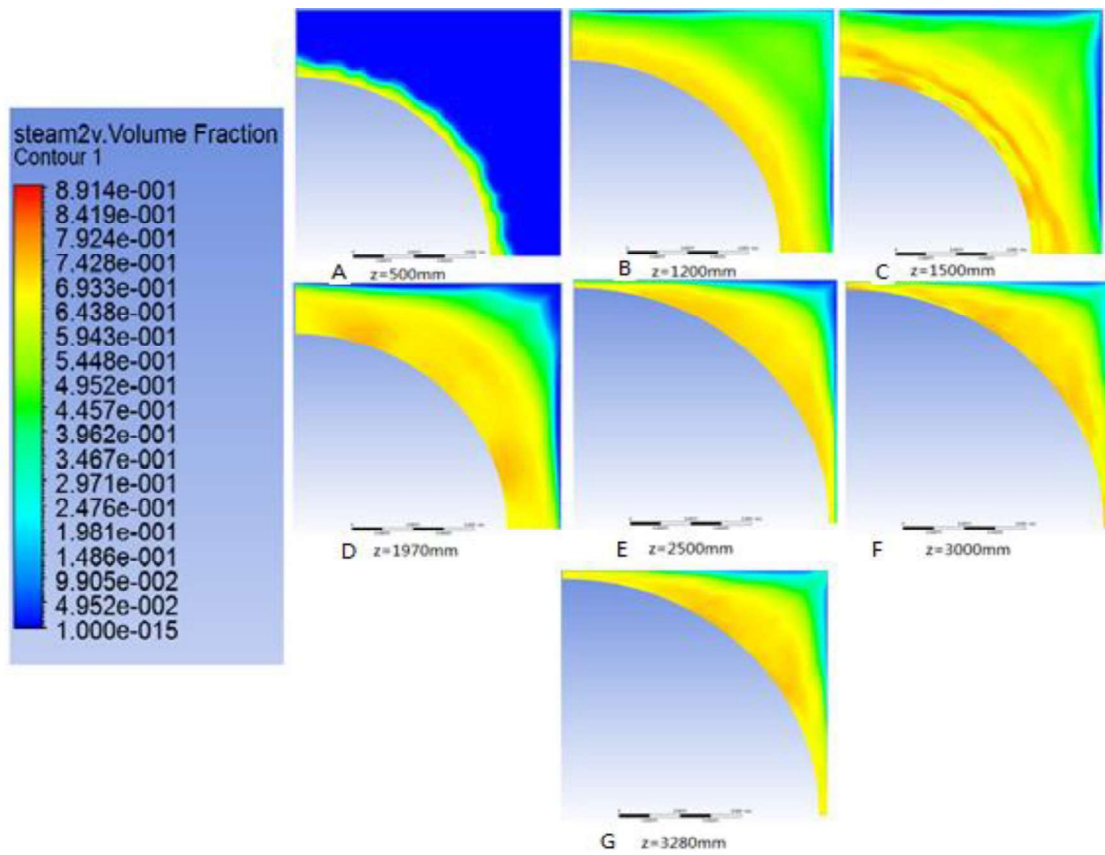 steam2v.Volume Fraction
Contour 1
8.914e-001
8.419e-001
7.924e-001
7.428e-001
6.933e-001
6.438e-001
5.943e-001
5.448e-001
4.952e-001
4.457e-001
3.962e-001
3.467e-001
2.971e-001
2.476e-001
1.981e-001
1.486e-001
9.905e-002
4.952e-002
1.000e-015
A z=500mm
B z=1200mm
C z=1500mm
D z=1970mm
E z=2500mm
F z=3000mm
G z=3280mm